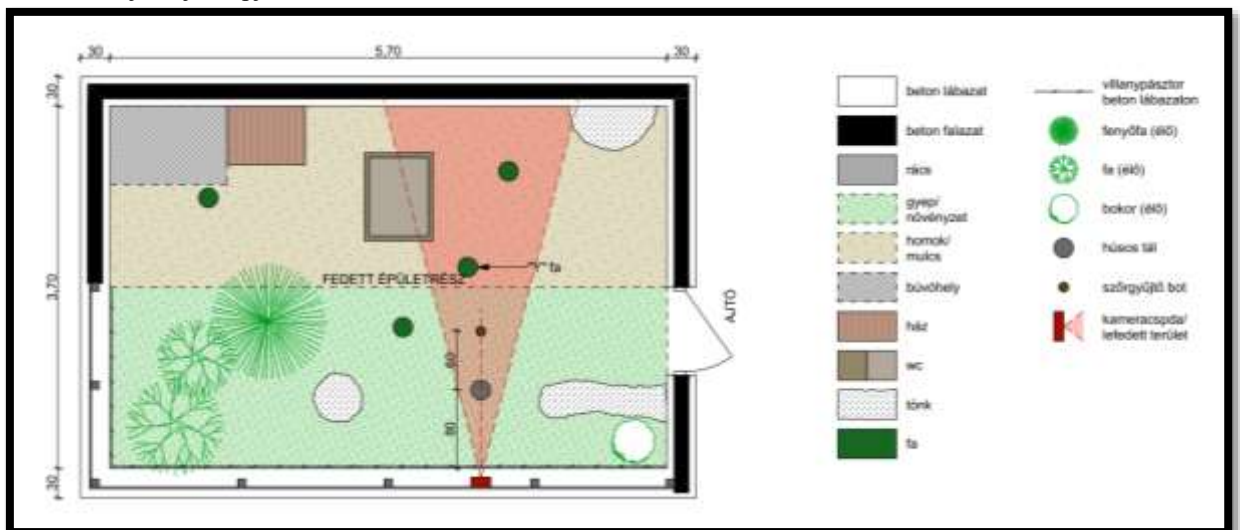 30
5,70
30
30
3,70
30
FEDETT ÉPÜLETRÉSZ
"Y" fa
60
80
AJTÓ
beton lábazat
beton falazat
rács
gyep/
növényzet
homok/
mulcs
búvóhely
ház
wc
tönk
fa
villanypásztor
beton lábazaton
fenyőfa (élő)
fa (élő)
bokor (élő)
húsos tál
szőrgyűjtő bot
kameracspda/
lefedett terület